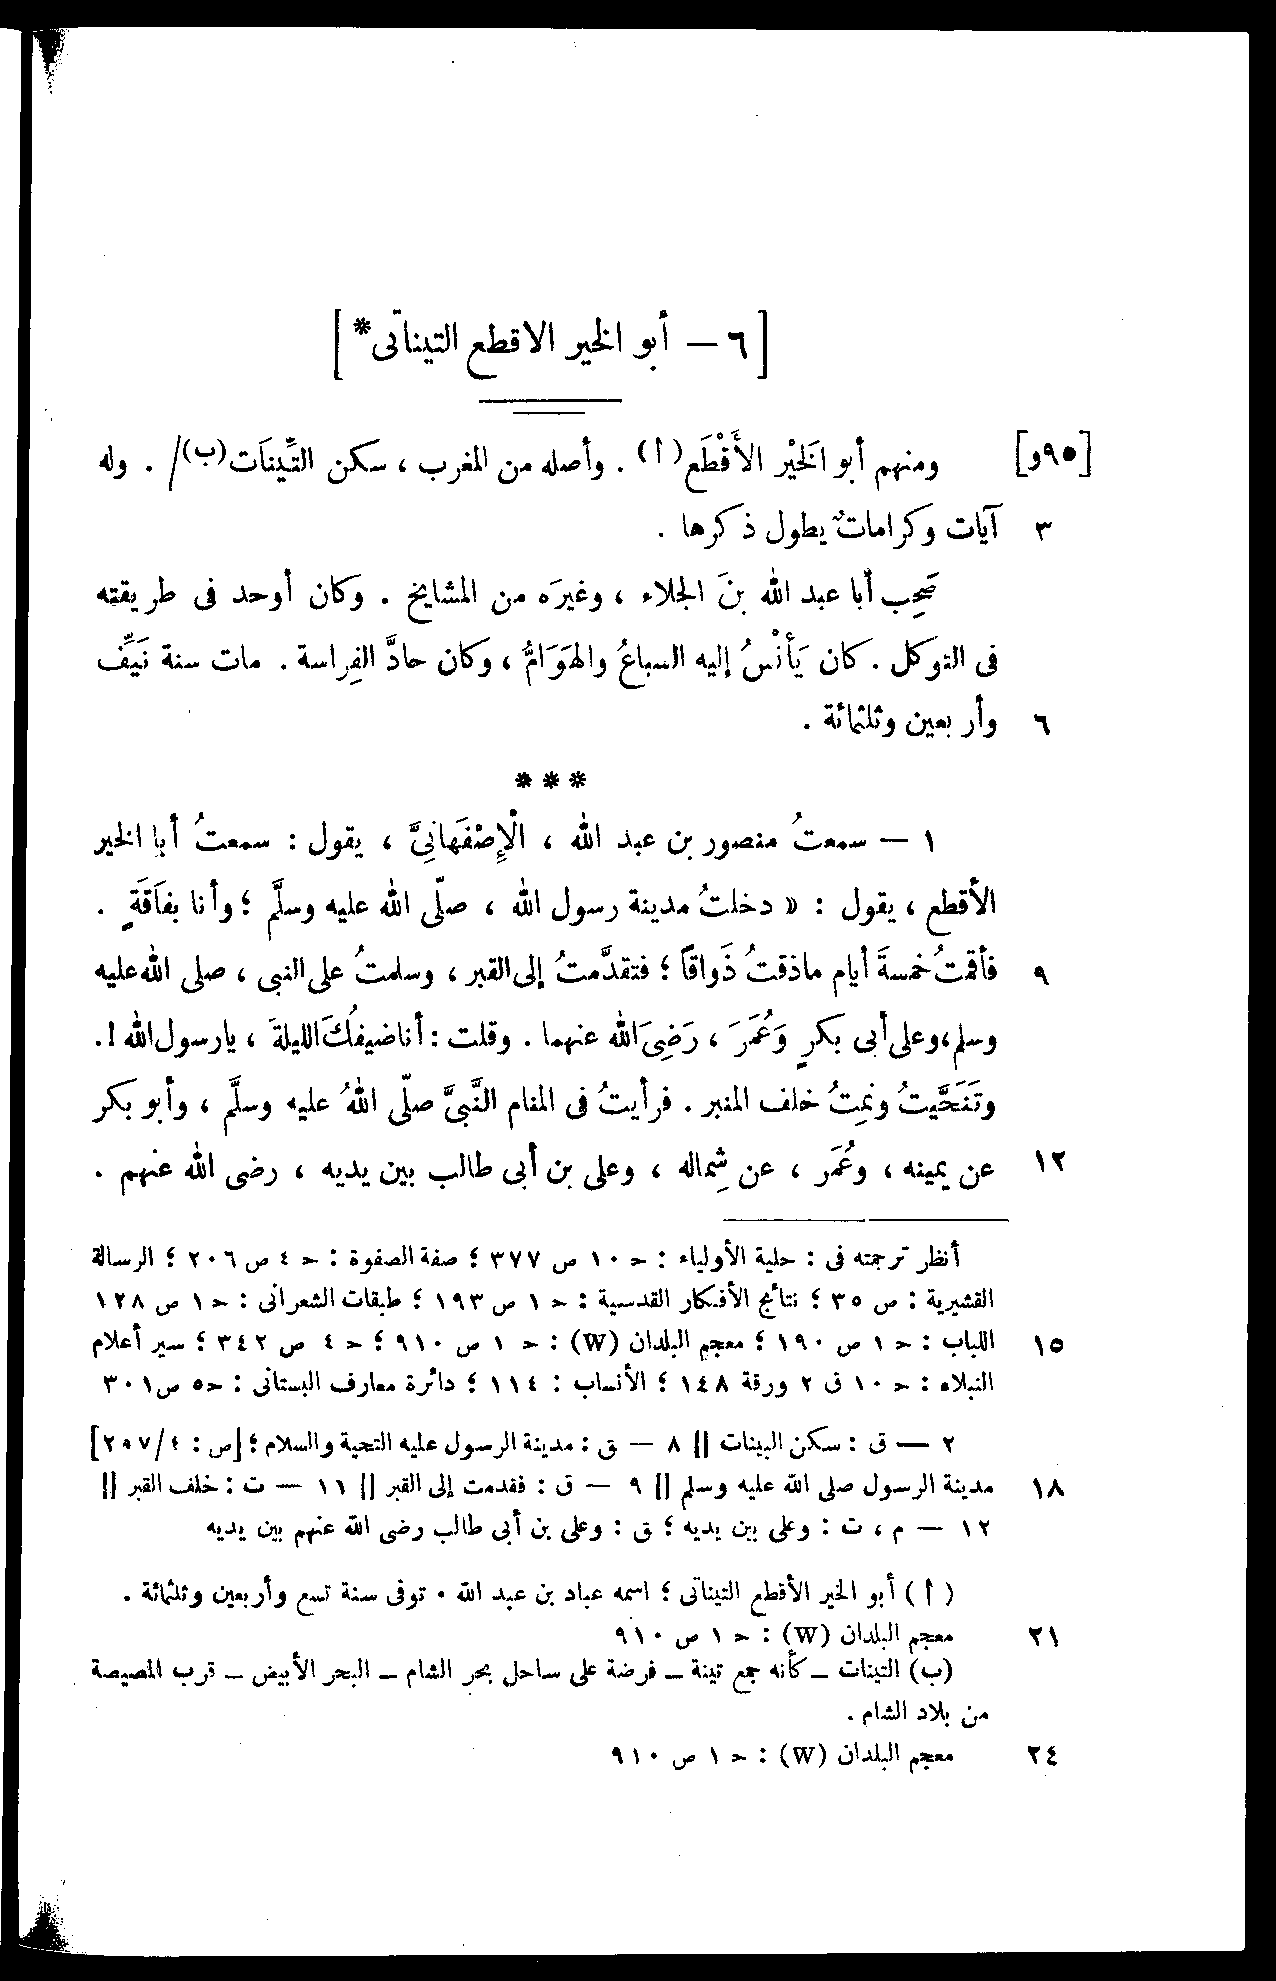 [ ٦ — أبو الخير الاقطع التيناتى* ]
[٩٥و] ومنهم أبو الخَيْر الأَقْطَع(أ) . وأصله من المغرب ، سكن التِّينَات(ب)/ . وله
٣ آيات وكرامات يطول ذكرها .
صَحِب أبا عبد الله بنَ الجلاء ، وغيرَه من المشايخ . وكان أوحد فى طريقته
فى التوكل . كان يَأنَسُ إليه السباعُ والهَوَامُّ ، وكان حادَّ الفِراسة . مات سنة نَيِّف
٦ وأربعين وثلثمائة .
* * *
١ — سمعتُ منصور بن عبد الله ، الْإِصْفَهانِىَّ ، يقول : سمعتُ أبا الخير
الأقطع ، يقول : « دخلتُ مدينة رسول الله ، صلّى الله عليه وسلَّم ؛ وأنا بفَاقَةٍ .
٩ فأقمتُ خمسةَ أيام ماذقتُ ذَواقاً ؛ فتقدَّمتُ إلى القبر ، وسلمتُ على النبى ، صلى الله عليه
وسلم ، وعلى أبى بكرٍ وَعُمَرَ ، رَضِىَ الله عنهما . وقلت : أنا ضيفُكَ الليلةَ ، يارسول الله ! .
وتَنَحَّيتُ ونمِتُ خلف المنبر . فرأيتُ فى المنام النَّبىَّ صلّى اللهُ عليه وسلَّم ، وأبو بكر
١٢ عن يمينه ، وعُمَر ، عن شِماله ، وعلى بن أبى طالب بين يديه ، رضى الله عنهم .
أنظر ترجمته فى : حلية الأولياء : ح ١٠ ص ٣٧٧ ؛ صفة الصفوة : ح ٤ ص ٢٠٦ ؛ الرسالة
القشيرية : ص ٣٥ ؛ نتائج الأفكار القدسية : ح ١ ص ١٩٣ ؛ طبقات الشعرانى : ح ١ ص ١٢٨
١٥ اللباب : ح ١ ص ١٩٠ ؛ معجم البلدان (W) : ح ١ ص ٩١٠ ؛ ح ٤ ص ٣٤٢ ؛ سير أعلام
النبلاء : ح ١٠ ق ٢ ورقة ١٤٨ ؛ الأنساب : ١١٤ ؛ دائرة معارف البستانى : ح٥ ص ٣٠١
٢ — ق : سكن البينات || ٨ — ق : مدينة الرسول عليه التحية والسلام ؛ [ص : ٢٥٧/٤]
١٨ مدينة الرسول صلى الله عليه وسلم || ٩ — ق : فقدمت إلى القبر || ١١ — ت : خلف القبر ||
١٢ — م ، ت : وعلى بين يديه ؛ ق : وعلى بن أبى طالب رضى الله عنهم بين يديه
( أ ) أبو الخير الأقطع التيناتى ؛ اسمه عباد بن عبد الله . توفى سنة تسع وأربعين وثلثمائة .
٢١ معجم البلدان (W) : ح ١ ص ٩١٠
(ب) التينات — كأنه جمع تينة — فرضة على ساحل بحر الشام — البحر الأبيض — قرب المصيصة
من بلاد الشام .
٢٤ معجم البلدان (W) : ح ١ ص ٩١٠